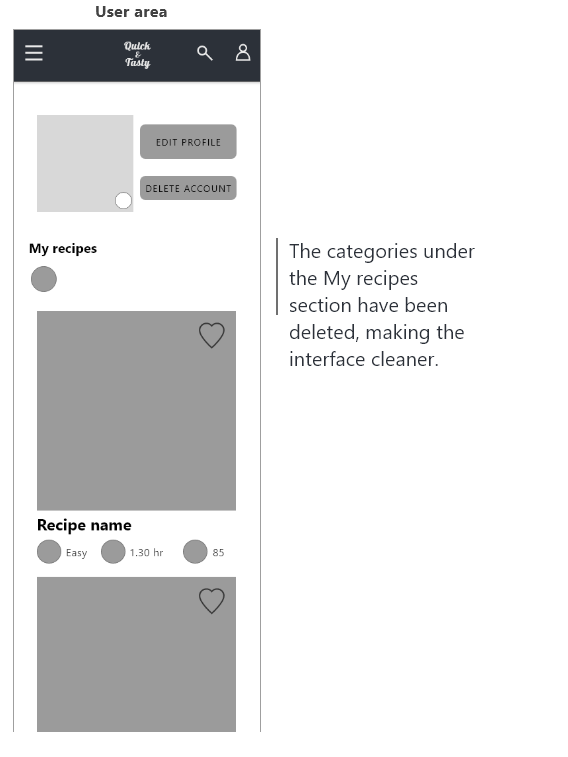 User area
Quick
&
Tasty
EDIT PROFILE
DELETE ACCOUNT
My recipes
The categories under
the My recipes
section have been
deleted, making the
interface cleaner.
Recipe name
Easy 1.30 hr 85